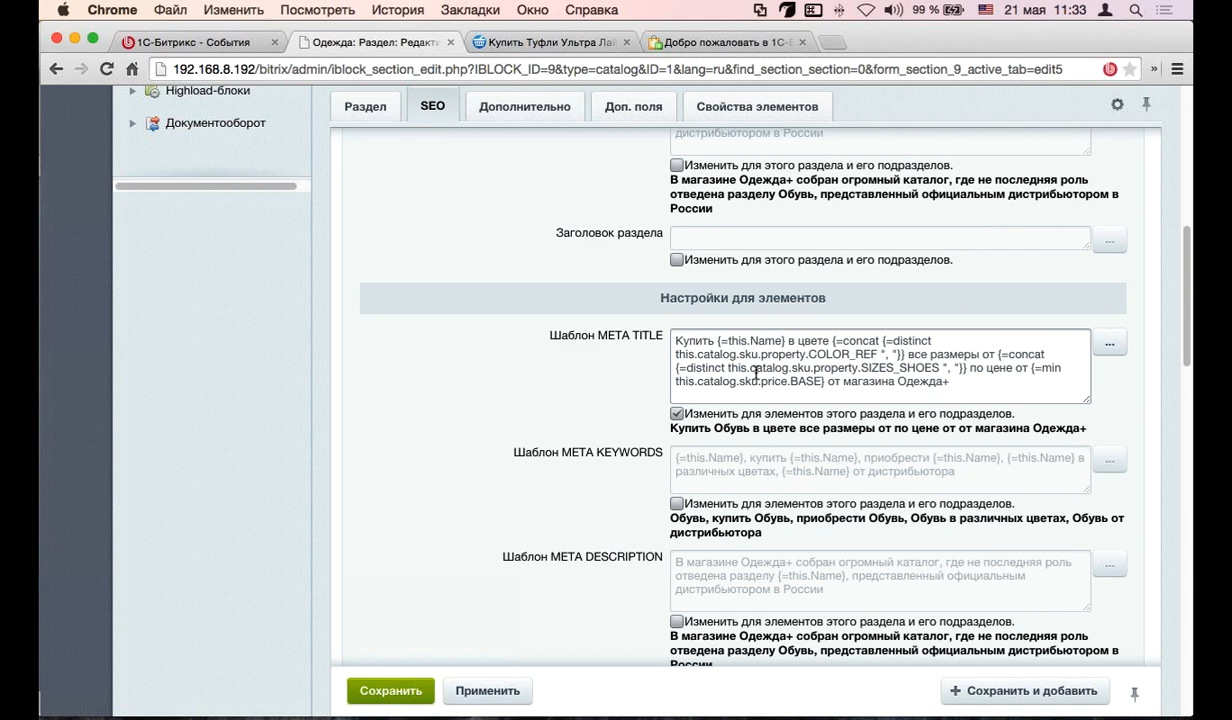 Chrome Файл Изменить Посмотреть История Закладки Окно Справка 99 % 21 мая 11:33
1С-Битрикс - События × Одежда: Раздел: Редакт × Купить Туфли Ультра Ла × Добро пожаловать в 1С-Б ×
192.168.8.192/bitrix/admin/iblock_section_edit.php?IBLOCK_ID=9&type=catalog&ID=1&lang=ru&find_section_section=0&form_section_9_active_tab=edit5 »
Highload-блоки
Документооборот
Раздел SEO Дополнительно Доп. поля Свойства элементов
дистрибьютором в России
Изменить для этого раздела и его подразделов.
В магазине Одежда+ собран огромный каталог, где не последняя роль
отведена разделу Обувь, представленный официальным дистрибьютором в
России
Заголовок раздела ...
Изменить для этого раздела и его подразделов.
Настройки для элементов
Шаблон META TITLE ...
Купить {=this.Name} в цвете {=concat {=distinct
this.catalog.sku.property.COLOR_REF ", "}} все размеры от {=concat
{=distinct this.catalog.sku.property.SIZES_SHOES ", "}} по цене от {=min
this.catalog.sku.price.BASE} от магазина Одежда+
Изменить для элементов этого раздела и его подразделов.
Купить Обувь в цвете все размеры от по цене от от магазина Одежда+
Шаблон META KEYWORDS ...
{=this.Name}, купить {=this.Name}, приобрести {=this.Name}, {=this.Name} в
различных цветах, {=this.Name} от дистрибьютора
Изменить для элементов этого раздела и его подразделов.
Обувь, купить Обувь, приобрести Обувь, Обувь в различных цветах, Обувь от
дистрибьютора
Шаблон META DESCRIPTION ...
В магазине Одежда+ собран огромный каталог, где не последняя роль
отведена разделу {=this.Name}, представленный официальным
дистрибьютором в России
Изменить для элементов этого раздела и его подразделов.
В магазине Одежда+ собран огромный каталог, где не последняя роль
отведена разделу Обувь, представленный официальным дистрибьютором в
России
Сохранить Применить + Сохранить и добавить